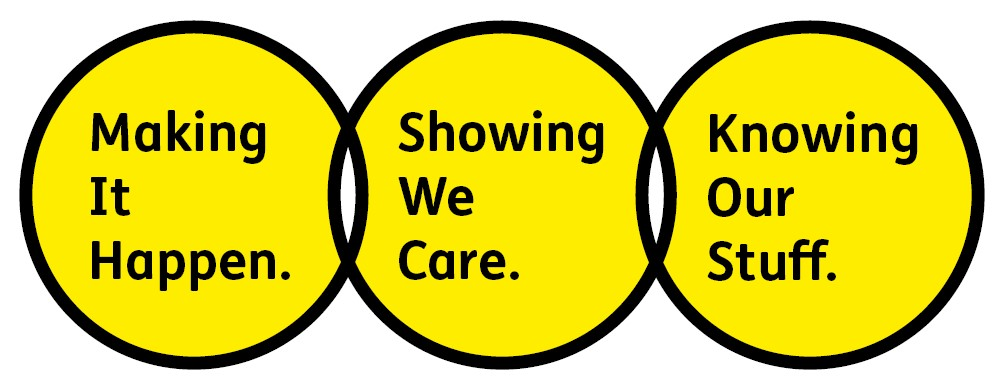 Making
It
Happen.
Showing
We
Care.
Knowing
Our
Stuff.